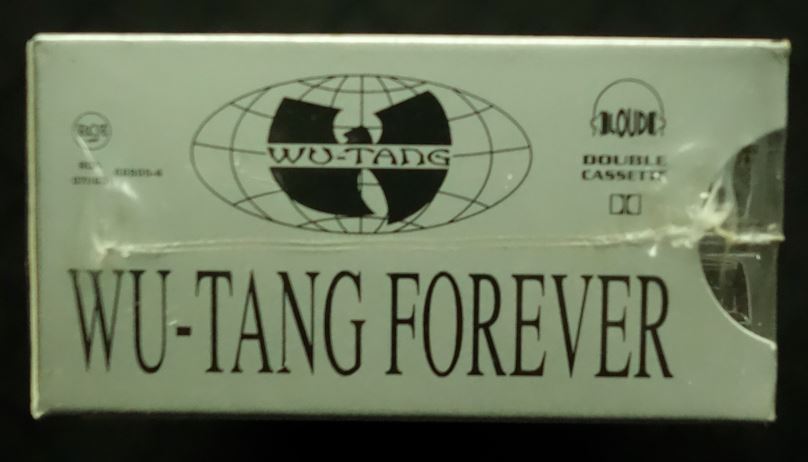 WU-TANG
LOUD
DOUBLE
CASSETTE
WU-TANG FOREVER